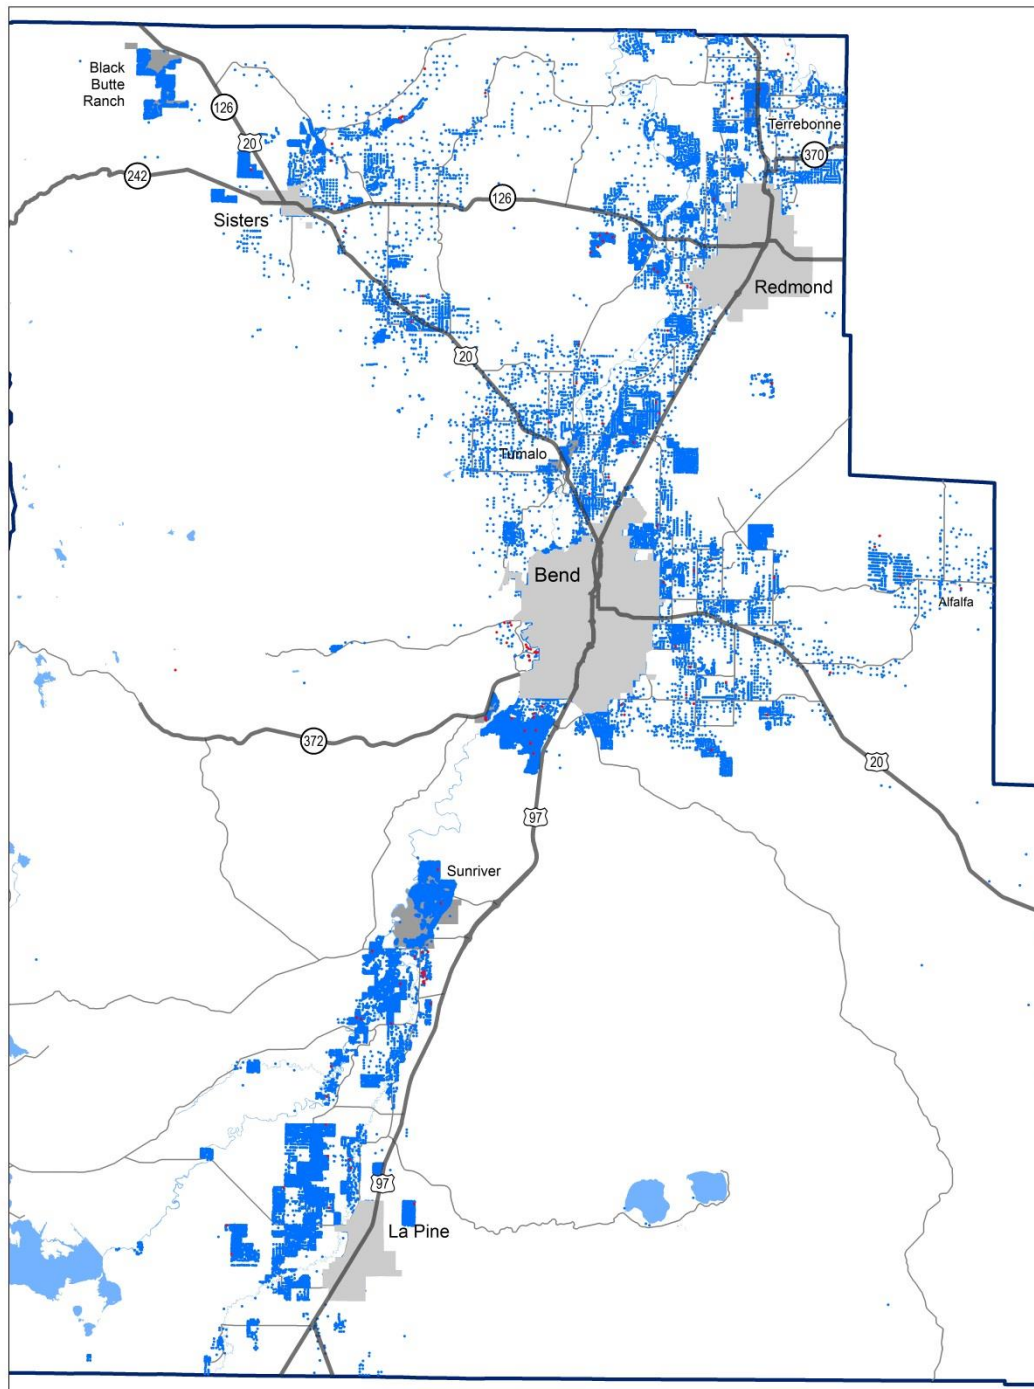 Black
Butte
Ranch
126
20
Terrebonne
370
242
Sisters
126
Redmond
20
Tumalo
Bend
Alfalfa
372
20
97
Sunriver
97
La Pine